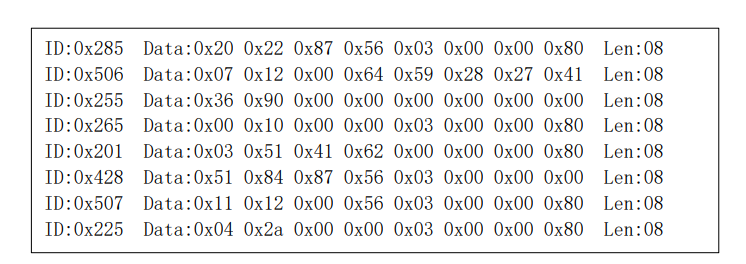 ID:0x285 Data:0x20 0x22 0x87 0x56 0x03 0x00 0x00 0x80 Len:08
ID:0x506 Data:0x07 0x12 0x00 0x64 0x59 0x28 0x27 0x41 Len:08
ID:0x255 Data:0x36 0x90 0x00 0x00 0x00 0x00 0x00 0x00 Len:08
ID:0x265 Data:0x00 0x10 0x00 0x00 0x03 0x00 0x00 0x80 Len:08
ID:0x201 Data:0x03 0x51 0x41 0x62 0x00 0x00 0x00 0x80 Len:08
ID:0x428 Data:0x51 0x84 0x87 0x56 0x03 0x00 0x00 0x80 Len:08
ID:0x507 Data:0x11 0x12 0x00 0x56 0x03 0x00 0x00 0x80 Len:08
ID:0x225 Data:0x04 0x2a 0x00 0x00 0x03 0x00 0x00 0x80 Len:08